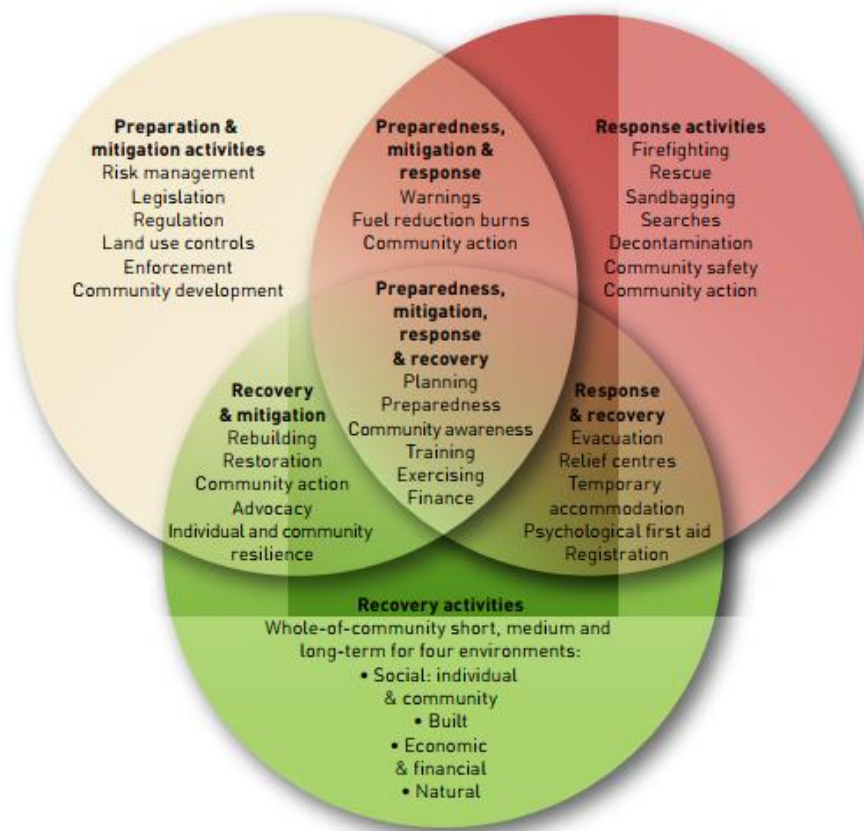 Preparation &
mitigation activities
Risk management
Legislation
Regulation
Land use controls
Enforcement
Community development
Preparedness,
mitigation &
response
Warnings
Fuel reduction burns
Community action
Response activities
Firefighting
Rescue
Sandbagging
Searches
Decontamination
Community safety
Community action
Preparedness,
mitigation,
response
& recovery
Planning
Preparedness
Community awareness
Training
Exercising
Finance
Recovery
& mitigation
Rebuilding
Restoration
Community action
Advocacy
Individual and community
resilience
Response
& recovery
Evacuation
Relief centres
Temporary
accommodation
Psychological first aid
Registration
Recovery activities
Whole-of-community short, medium and
long-term for four environments:
• Social: individual
& community
• Built
• Economic
& financial
• Natural